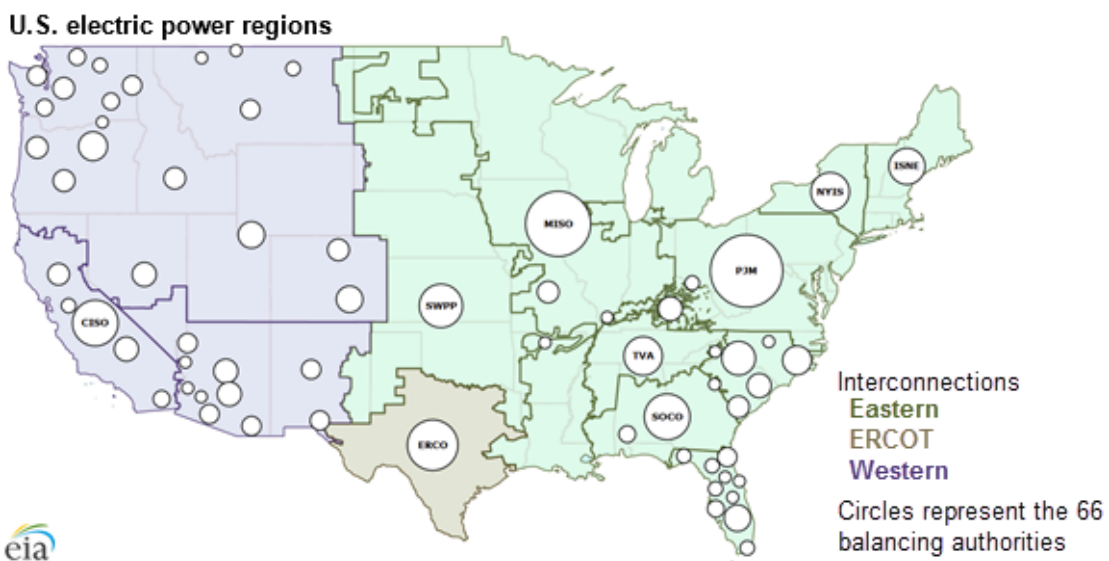 U.S. electric power regions
ISNE
NYIS
MISO
PJM
SWPP
CISO
TVA
SOCO
ERCO
Interconnections
Eastern
ERCOT
Western
Circles represent the 66
balancing authorities
eia